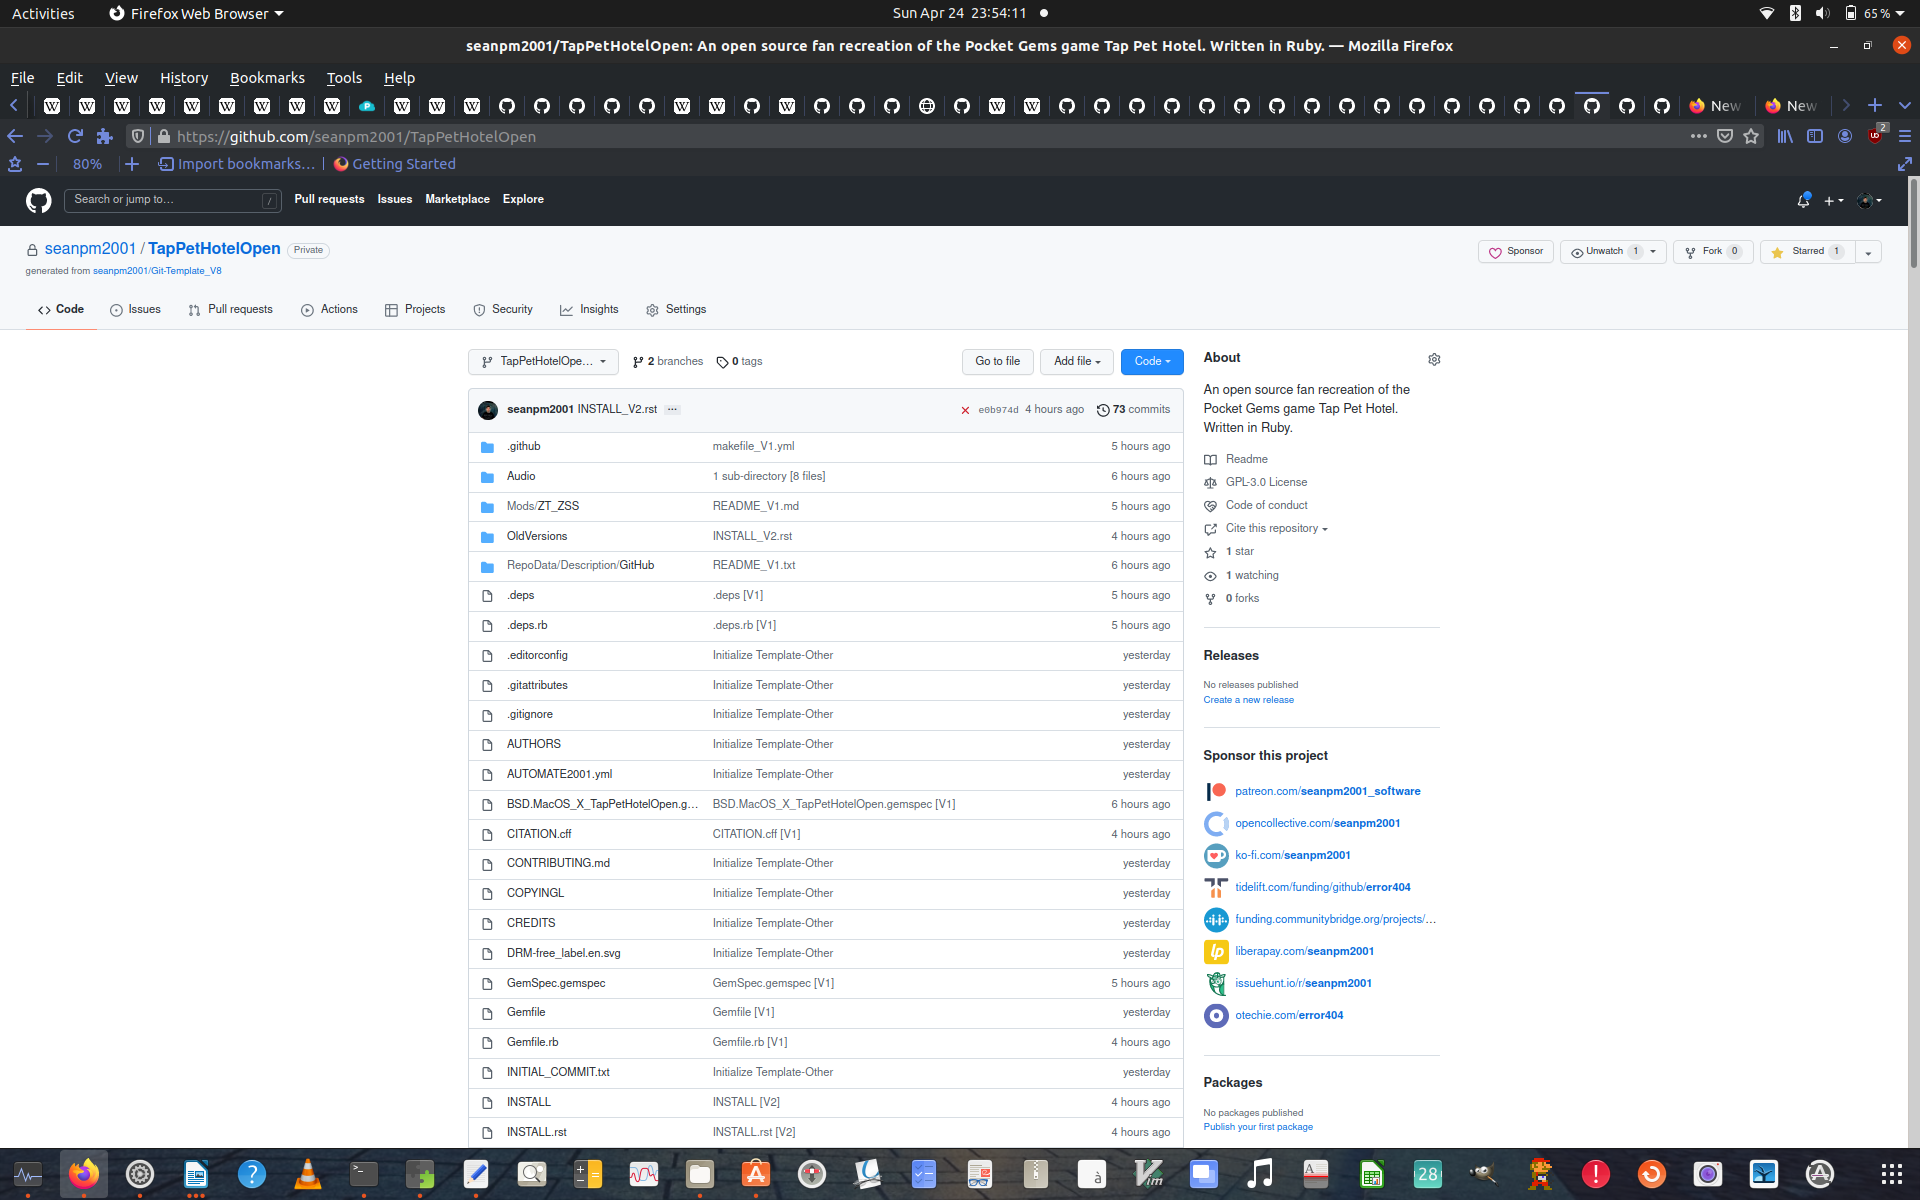 Activities
Firefox Web Browser
Sun Apr 24 23:54:11
65 %
seanpm2001/TapPetHotelOpen: An open source fan recreation of the Pocket Gems game Tap Pet Hotel. Written in Ruby. — Mozilla Firefox
File Edit View History Bookmarks Tools Help
New New
https://github.com/seanpm2001/TapPetHotelOpen
2
80% Import bookmarks... Getting Started
Search or jump to... /
Pull requests Issues Marketplace Explore
seanpm2001 / TapPetHotelOpen Private
Sponsor Unwatch 1 Fork 0 Starred 1
generated from seanpm2001/Git-Template_V8
Code Issues Pull requests Actions Projects Security Insights Settings
TapPetHotelOpe... 2 branches 0 tags Go to file Add file Code
seanpm2001 INSTALL_V2.rst ... e0b974d 4 hours ago 73 commits
.github makefile_V1.yml 5 hours ago
Audio 1 sub-directory [8 files] 6 hours ago
Mods/ZT_ZSS README_V1.md 5 hours ago
OldVersions INSTALL_V2.rst 4 hours ago
RepoData/Description/GitHub README_V1.txt 6 hours ago
.deps .deps [V1] 5 hours ago
.deps.rb .deps.rb [V1] 5 hours ago
.editorconfig Initialize Template-Other yesterday
.gitattributes Initialize Template-Other yesterday
.gitignore Initialize Template-Other yesterday
AUTHORS Initialize Template-Other yesterday
AUTOMATE2001.yml Initialize Template-Other yesterday
BSD.MacOS_X_TapPetHotelOpen.g... BSD.MacOS_X_TapPetHotelOpen.gemspec [V1] 6 hours ago
CITATION.cff CITATION.cff [V1] 4 hours ago
CONTRIBUTING.md Initialize Template-Other yesterday
COPYINGL Initialize Template-Other yesterday
CREDITS Initialize Template-Other yesterday
DRM-free_label.en.svg Initialize Template-Other yesterday
GemSpec.gemspec GemSpec.gemspec [V1] 5 hours ago
Gemfile Gemfile [V1] yesterday
Gemfile.rb Gemfile.rb [V1] 4 hours ago
INITIAL_COMMIT.txt Initialize Template-Other yesterday
INSTALL INSTALL [V2] 4 hours ago
INSTALL.rst INSTALL.rst [V2] 4 hours ago
About
An open source fan recreation of the
Pocket Gems game Tap Pet Hotel.
Written in Ruby.
Readme
GPL-3.0 License
Code of conduct
Cite this repository
1 star
1 watching
0 forks
Releases
No releases published
Create a new release
Sponsor this project
patreon.com/seanpm2001_software
opencollective.com/seanpm2001
ko-fi.com/seanpm2001
tidelift.com/funding/github/error404
funding.communitybridge.org/projects/...
lp liberapay.com/seanpm2001
issuehunt.io/r/seanpm2001
otechie.com/error404
Packages
No packages published
Publish your first package
28